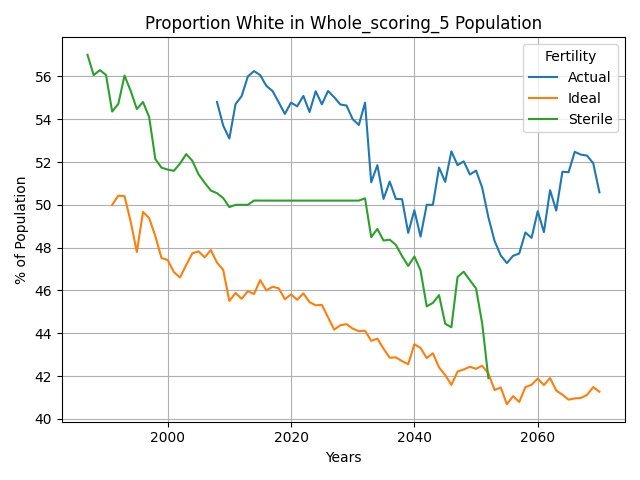 Proportion White in Whole_scoring_5 Population
Fertility
Actual
Ideal
Sterile
% of Population
56
54
52
50
48
46
44
42
40
2000
2020
2040
2060
Years